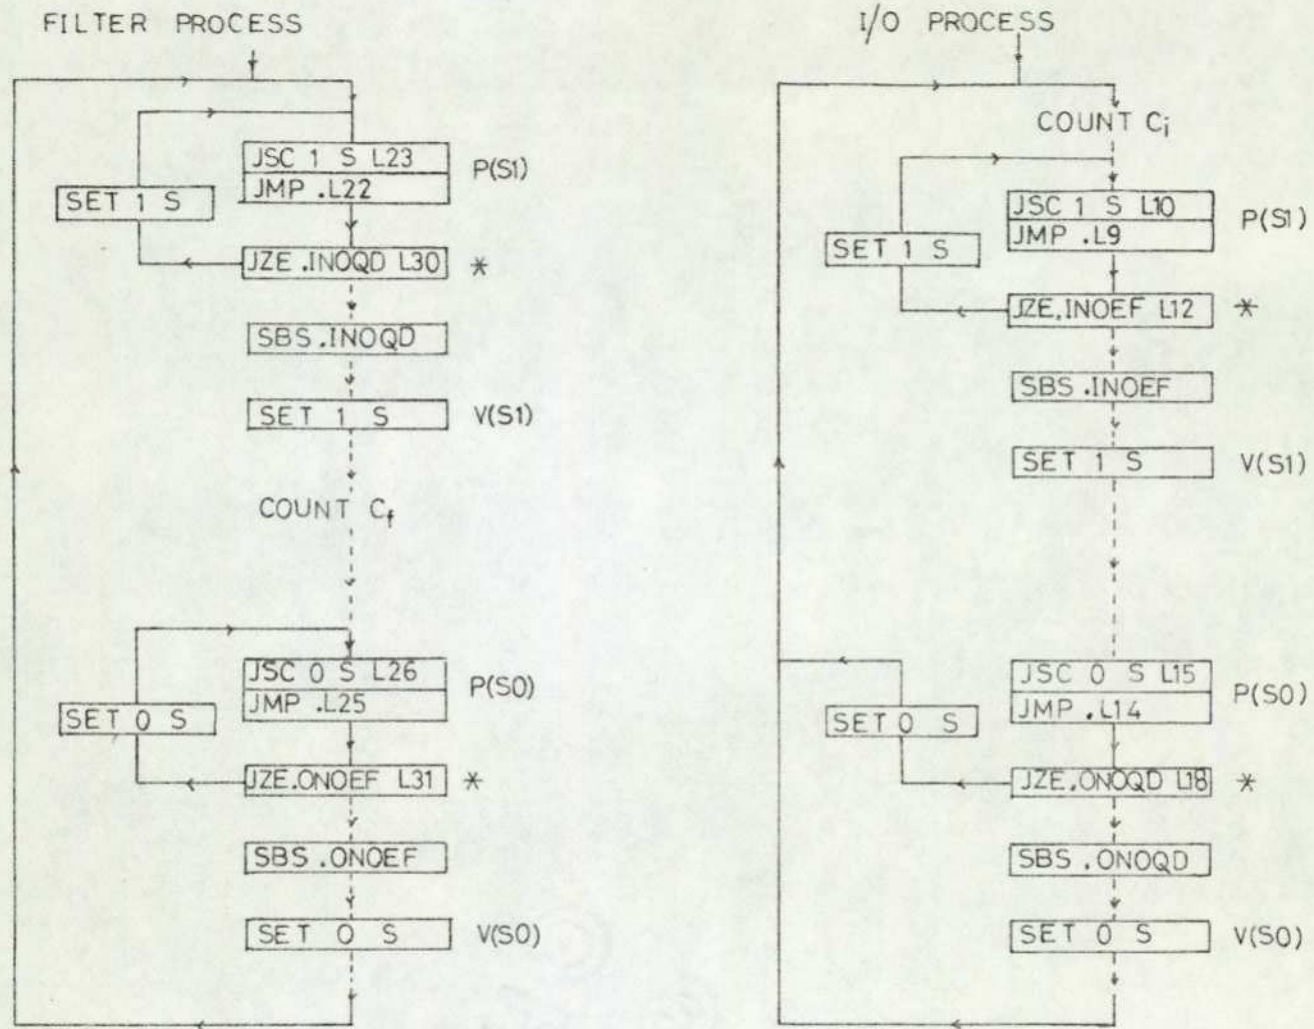 FILTER PROCESS
JSC 1 S L23
P(S1)
JMP .L22
SET 1 S
JZE .INOQD L30
*
SBS .INOQD
SET 1 S
V(S1)
COUNT Cf
JSC 0 S L26
P(S0)
JMP .L25
SET 0 S
JZE.ONOEF L31
*
SBS .ONOEF
SET 0 S
V(S0)
I/O PROCESS
COUNT Ci
JSC 1 S L10
P(S1)
JMP .L9
SET 1 S
JZE.INOEF L12
*
SBS .INOEF
SET 1 S
V(S1)
JSC 0 S L15
P(S0)
JMP .L14
SET 0 S
JZE.ONOQD L18
*
SBS .ONOQD
SET 0 S
V(S0)